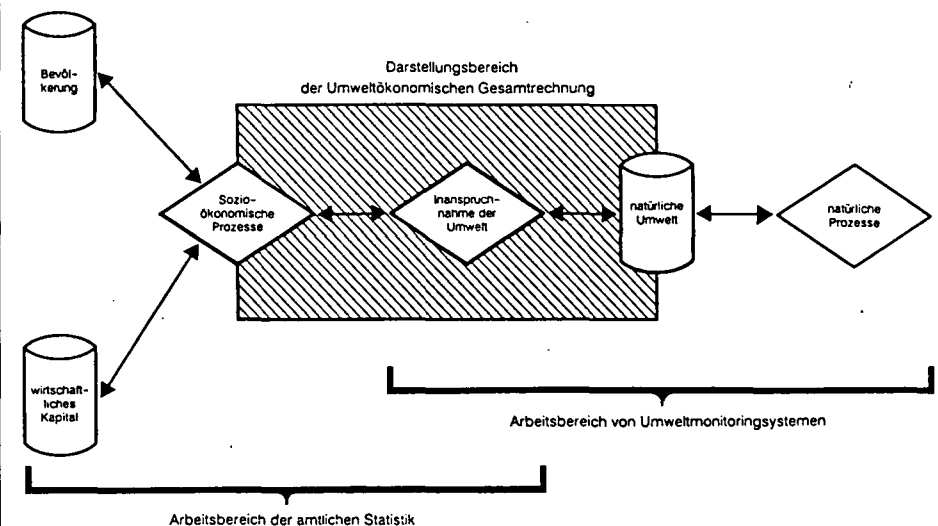 Darstellungsbereich
der Umweltökonomischen Gesamtrechnung
Bevöl-
kerung
Sozio-
ökonomische
Prozesse
Inanspruch-
nahme der
Umwelt
natürliche
Umwelt
natürliche
Prozesse
wirtschaft-
liches
Kapital
Arbeitsbereich von Umweltmonitoringsystemen
Arbeitsbereich der amtlichen Statistik